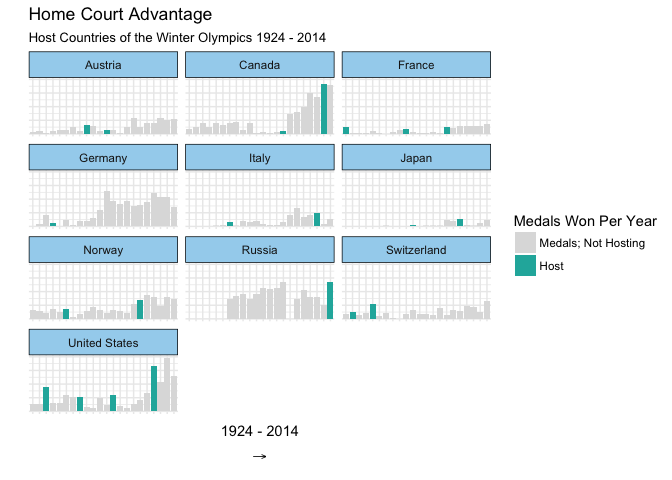 Home Court Advantage
Host Countries of the Winter Olympics 1924 - 2014
Austria
Canada
France
Germany
Italy
Japan
Norway
Russia
Switzerland
United States
1924 - 2014
→
Medals Won Per Year
Medals; Not Hosting
Host